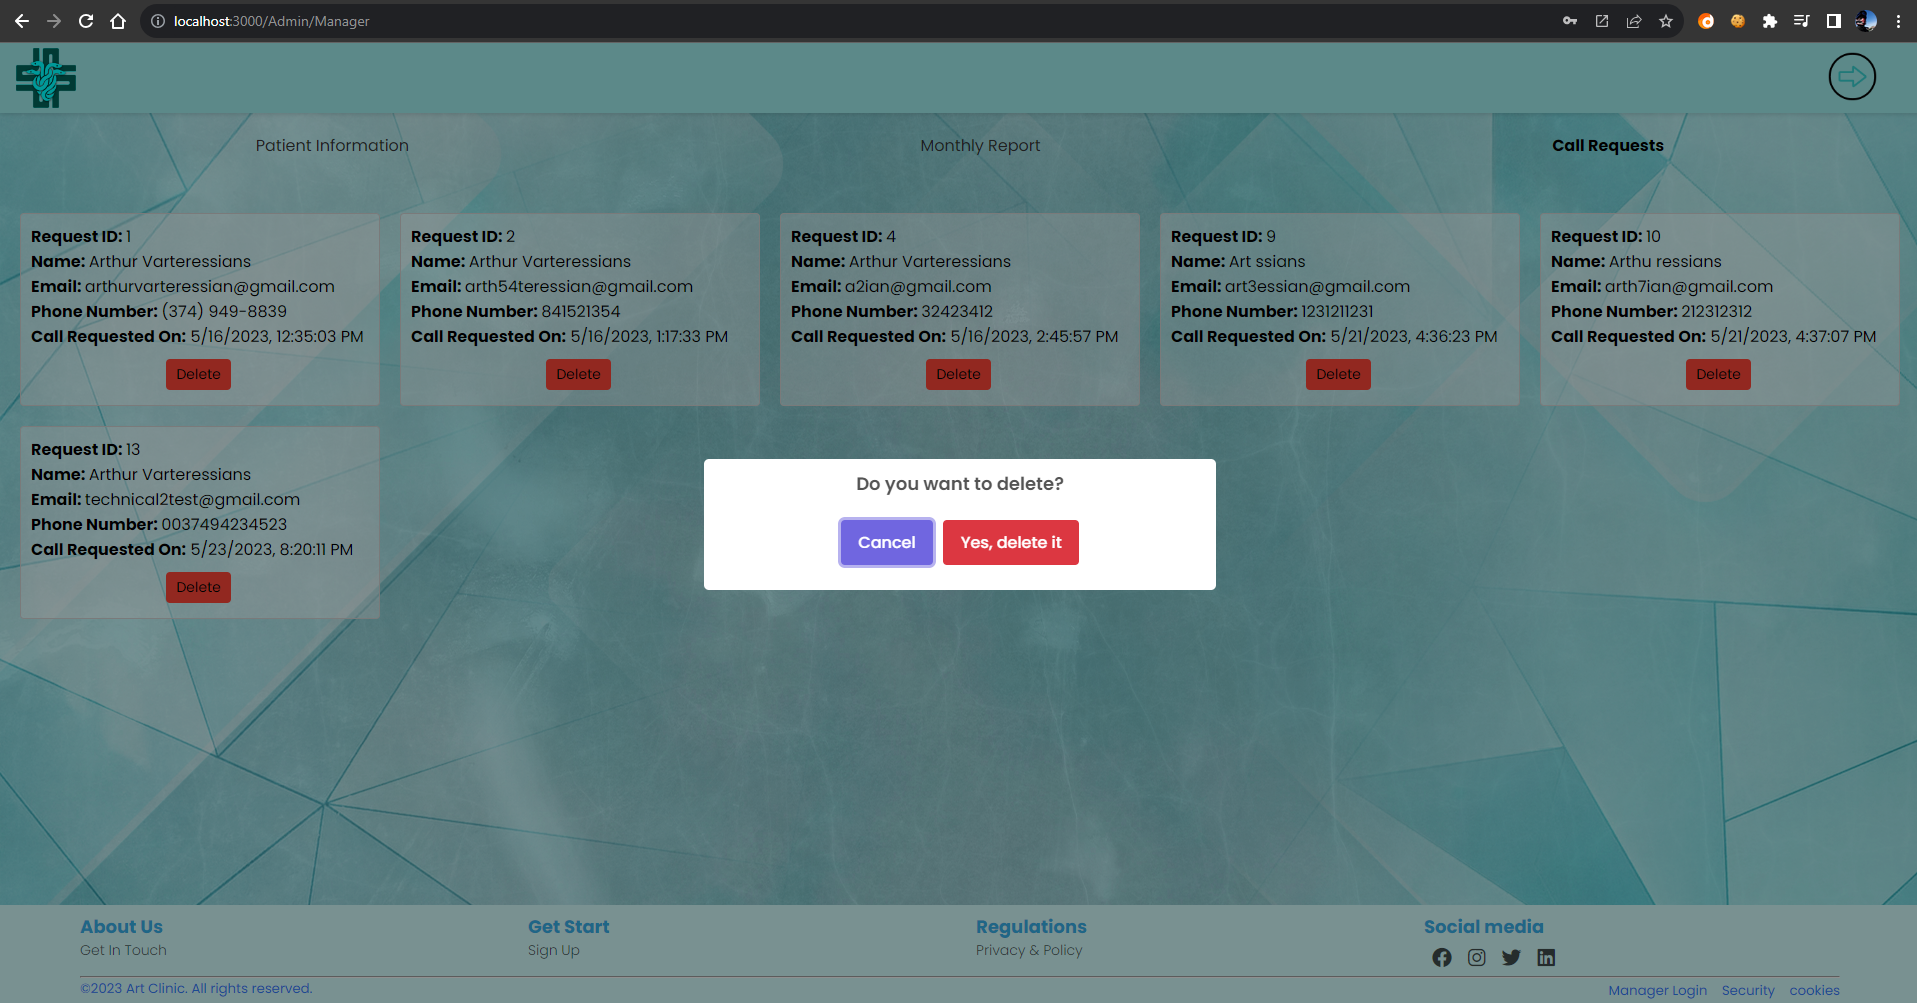 localhost:3000/Admin/Manager
Patient Information
Monthly Report
Call Requests
Request ID: 1
Name: Arthur Varteressians
Email: arthurvarteressian@gmail.com
Phone Number: (374) 949-8839
Call Requested On: 5/16/2023, 12:35:03 PM
Delete
Request ID: 2
Name: Arthur Varteressians
Email: arth54teressian@gmail.com
Phone Number: 841521354
Call Requested On: 5/16/2023, 1:17:33 PM
Delete
Request ID: 4
Name: Arthur Varteressians
Email: a2ian@gmail.com
Phone Number: 32423412
Call Requested On: 5/16/2023, 2:45:57 PM
Delete
Request ID: 9
Name: Art ssians
Email: art3essian@gmail.com
Phone Number: 1231211231
Call Requested On: 5/21/2023, 4:36:23 PM
Delete
Request ID: 10
Name: Arthu ressians
Email: arth7ian@gmail.com
Phone Number: 212312312
Call Requested On: 5/21/2023, 4:37:07 PM
Delete
Request ID: 13
Name: Arthur Varteressians
Email: technical2test@gmail.com
Phone Number: 0037494234523
Call Requested On: 5/23/2023, 8:20:11 PM
Delete
Do you want to delete?
Cancel
Yes, delete it
About Us
Get In Touch
Get Start
Sign Up
Regulations
Privacy & Policy
Social media
©2023 Art Clinic. All rights reserved.
Manager Login
Security
cookies